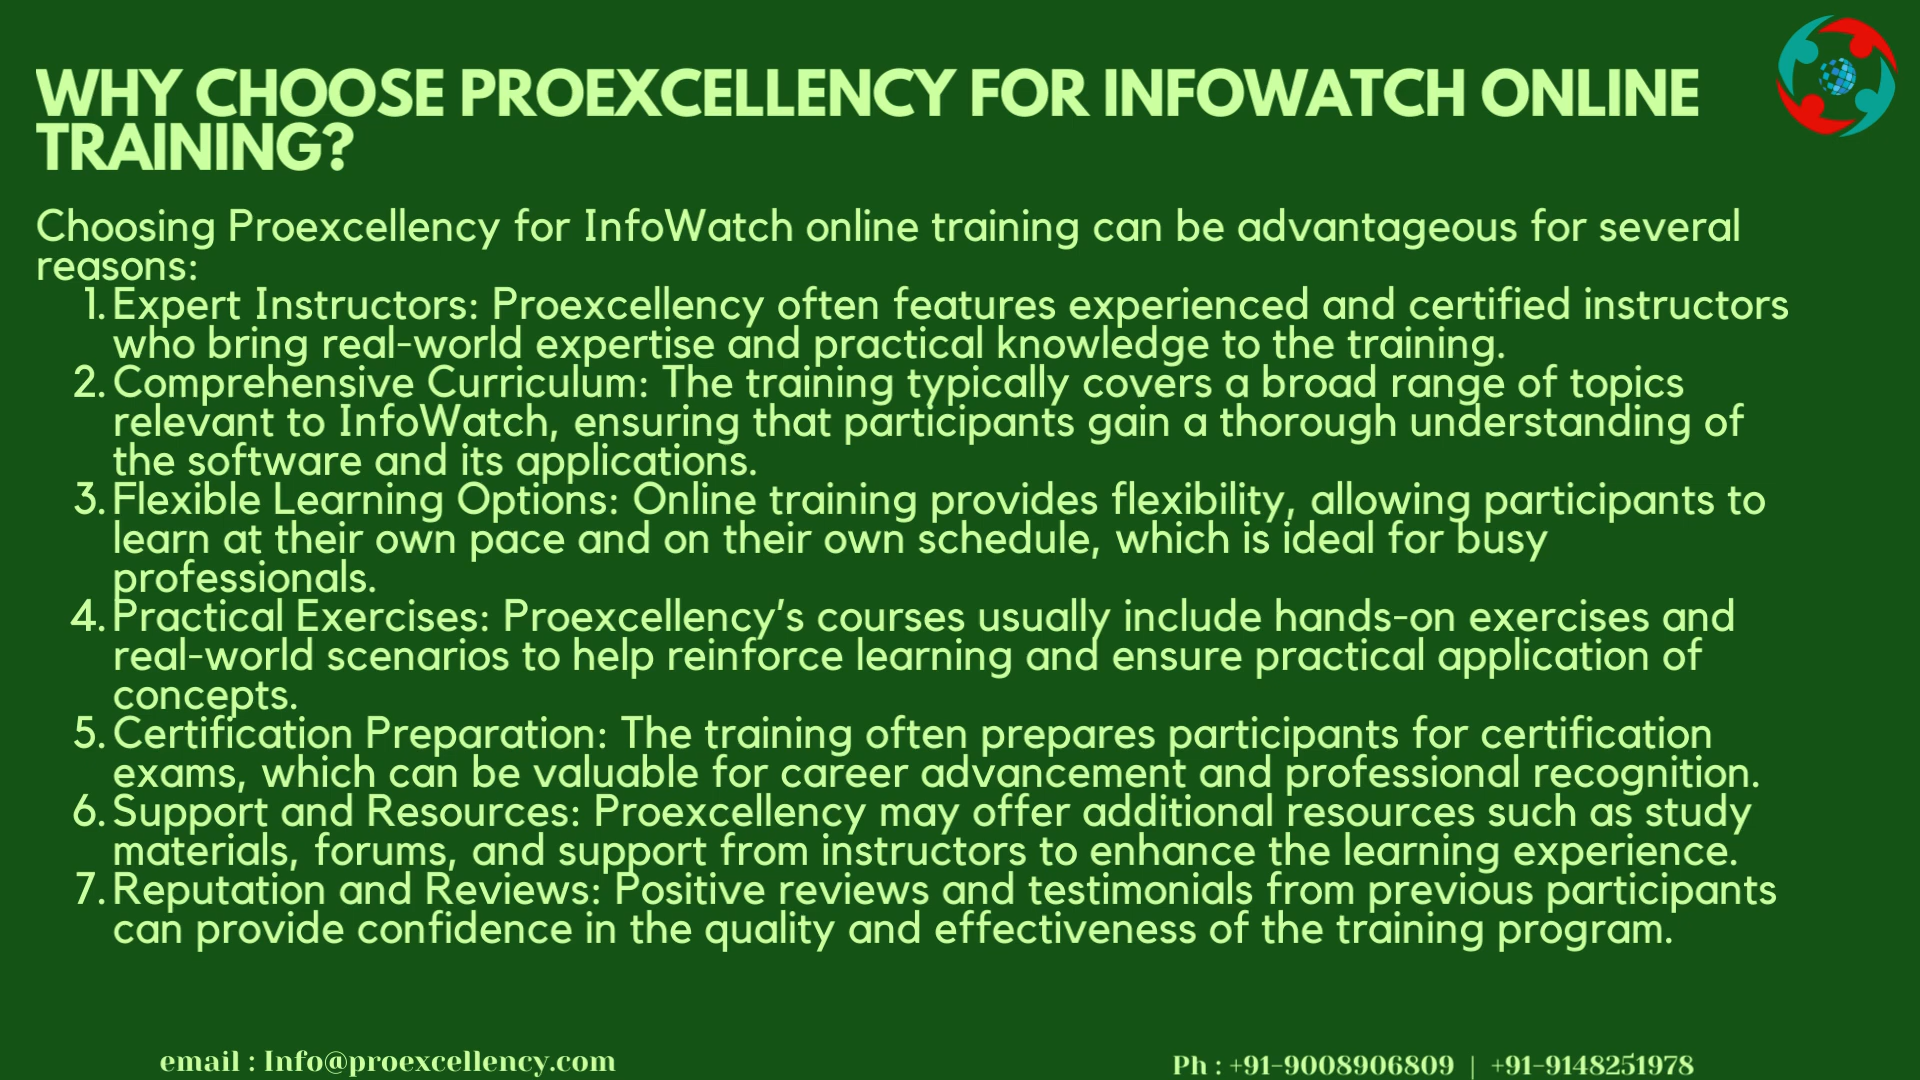 WHY CHOOSE PROEXCELLENCY FOR INFOWATCH ONLINE
TRAINING?
Choosing Proexcellency for InfoWatch online training can be advantageous for several
reasons:
1. Expert Instructors: Proexcellency often features experienced and certified instructors
who bring real-world expertise and practical knowledge to the training.
2. Comprehensive Curriculum: The training typically covers a broad range of topics
relevant to InfoWatch, ensuring that participants gain a thorough understanding of
the software and its applications.
3. Flexible Learning Options: Online training provides flexibility, allowing participants to
learn at their own pace and on their own schedule, which is ideal for busy
professionals.
4. Practical Exercises: Proexcellency's courses usually include hands-on exercises and
real-world scenarios to help reinforce learning and ensure practical application of
concepts.
5. Certification Preparation: The training often prepares participants for certification
exams, which can be valuable for career advancement and professional recognition.
6. Support and Resources: Proexcellency may offer additional resources such as study
materials, forums, and support from instructors to enhance the learning experience.
7. Reputation and Reviews: Positive reviews and testimonials from previous participants
can provide confidence in the quality and effectiveness of the training program.
email : Info@proexcellency.com
Ph : +91-9008906809 | +91-9148251978